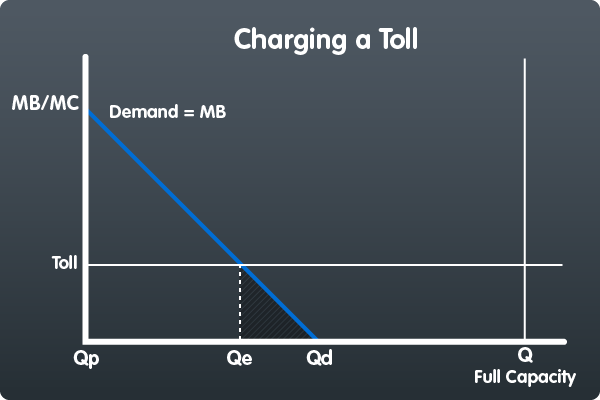 Charging a Toll
MB/MC
Demand = MB
Toll
Qp
Qe
Qd
Q
Full Capacity